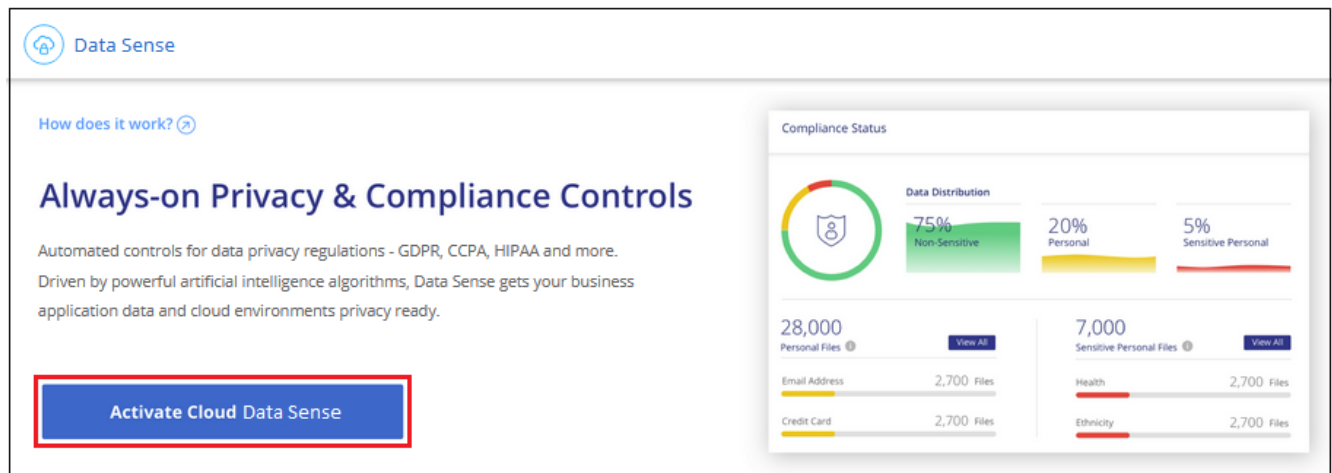 Data Sense
How does it work?
Always-on Privacy & Compliance Controls
Automated controls for data privacy regulations - GDPR, CCPA, HIPAA and more.
Driven by powerful artificial intelligence algorithms, Data Sense gets your business
application data and cloud environments privacy ready.
Activate Cloud Data Sense
Compliance Status
Data Distribution
75%
Non-Sensitive
20%
Personal
5%
Sensitive Personal
28,000
Personal Files
View All
Email Address 2,700 Files
Credit Card 2,700 Files
7,000
Sensitive Personal Files
View All
Health 2,700 Files
Ethnicity 2,700 Files